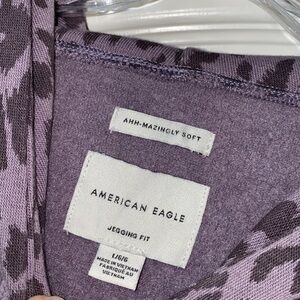 AHH-MAZINGLY SOFT
AMERICAN EAGLE
JEGGING FIT
L/G/G
MADE IN VIETNAM
FABRIQUÉ AU
VIETNAM